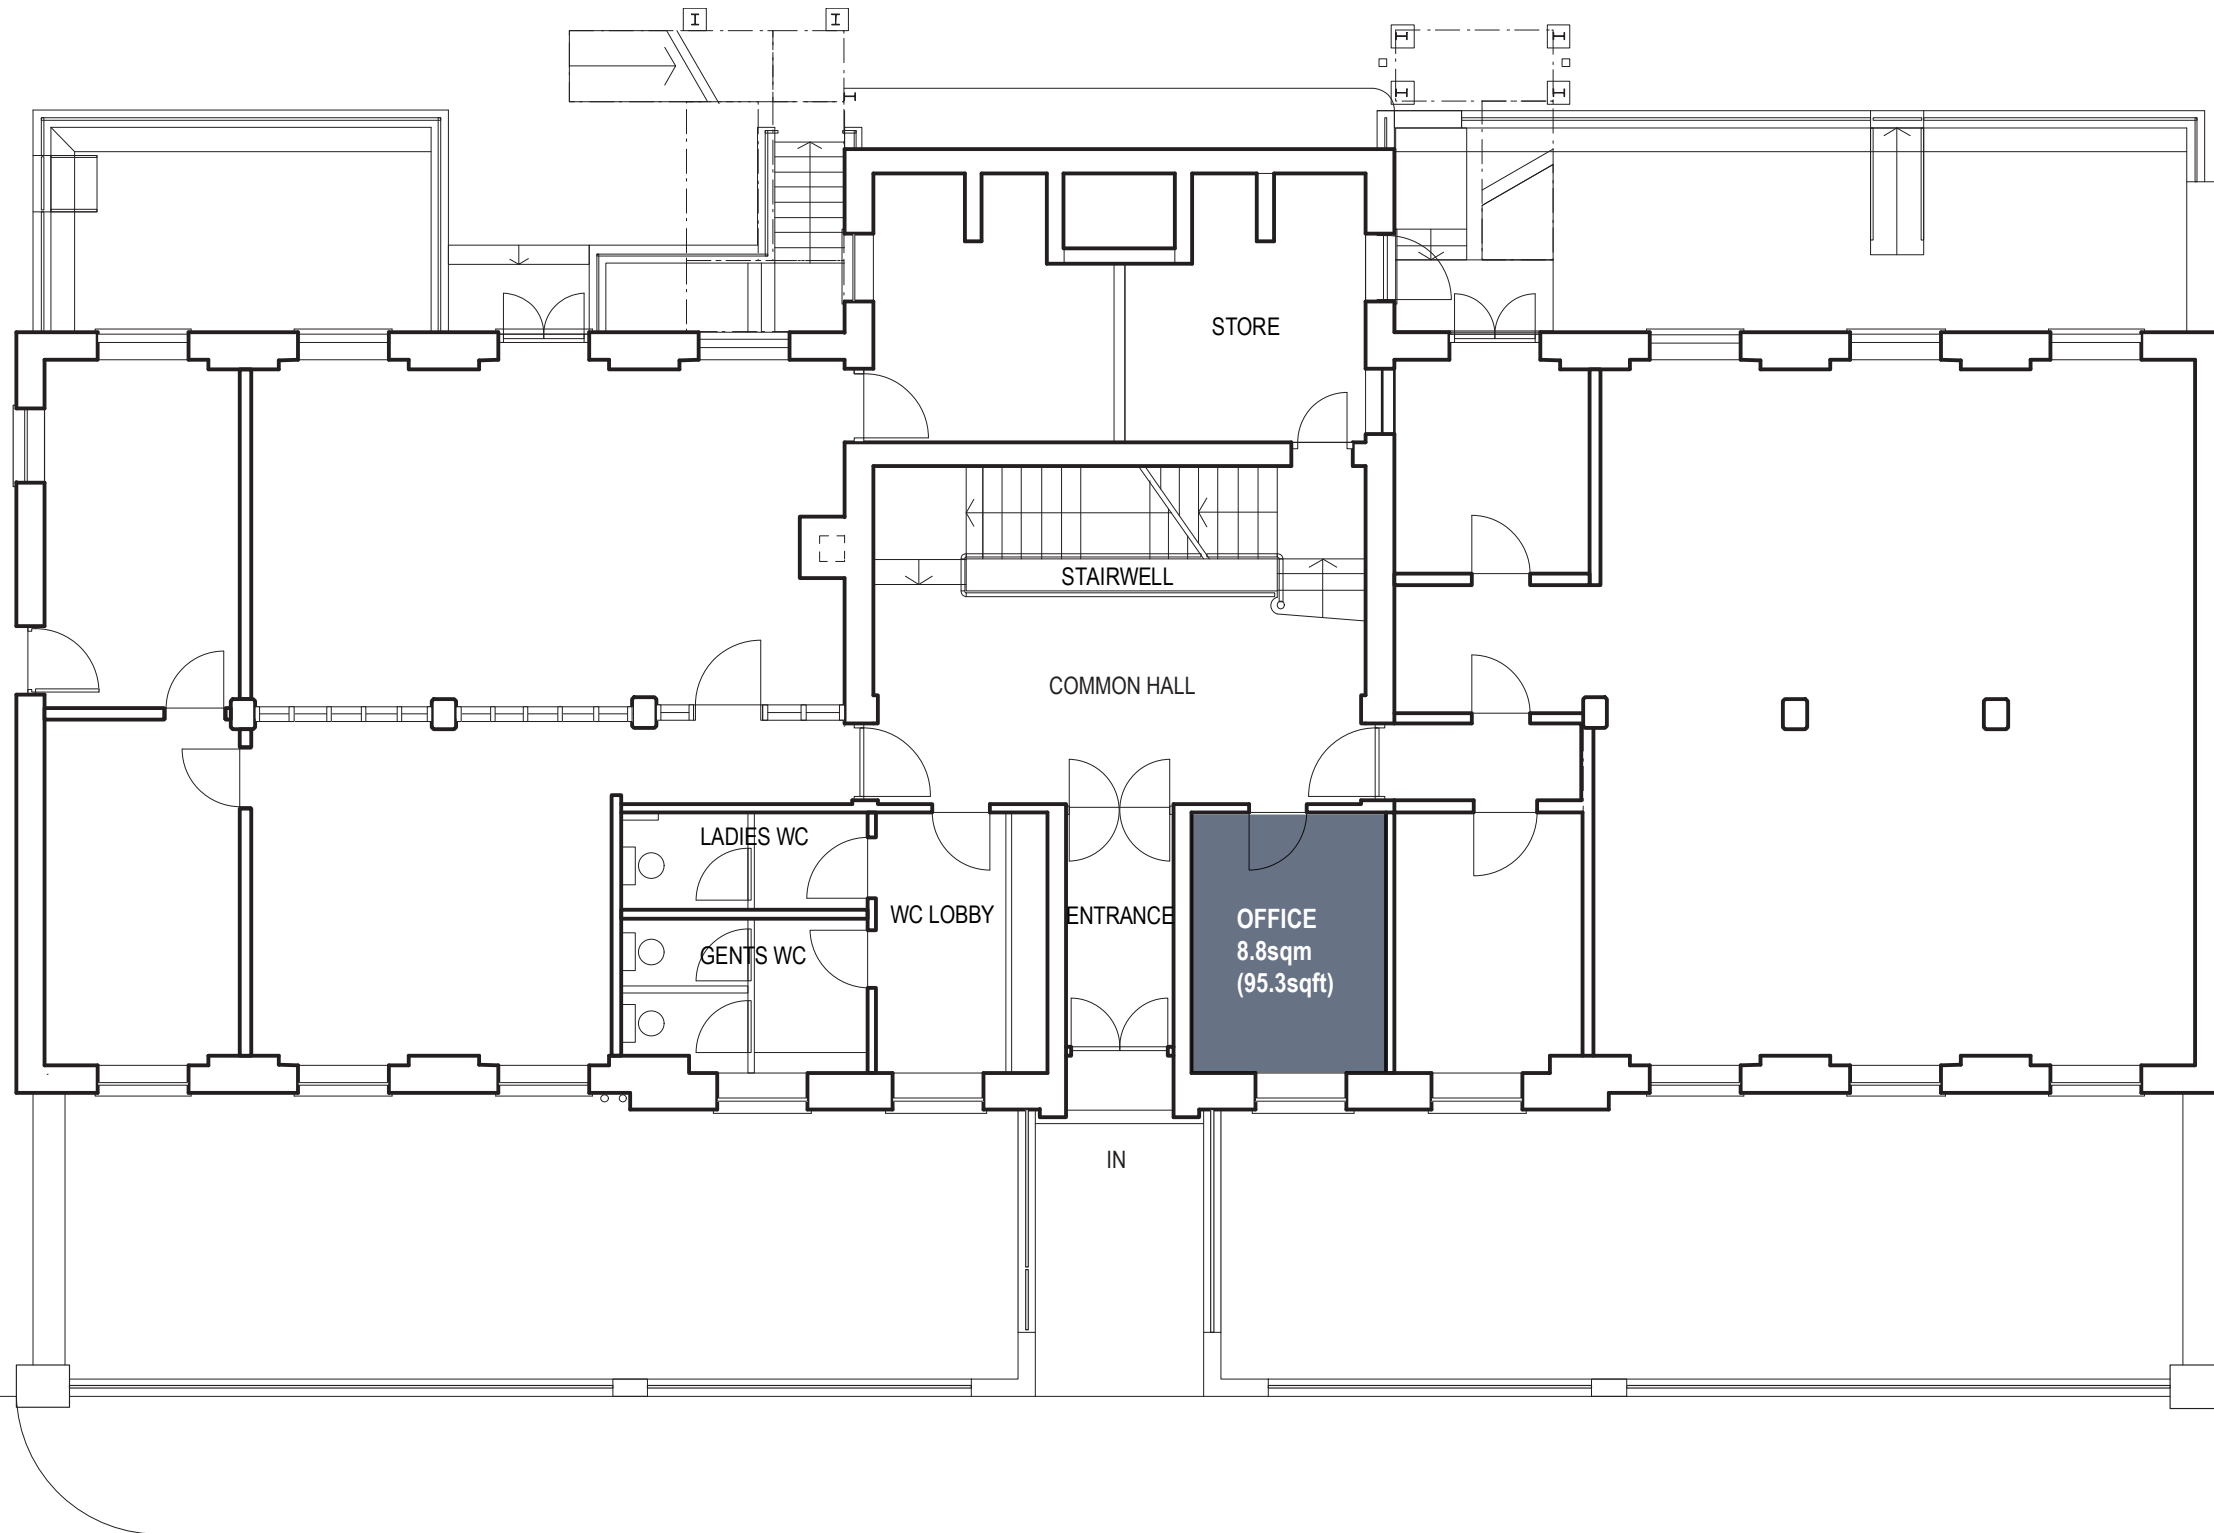 STORE
STAIRWELL
COMMON HALL
LADIES WC
WC LOBBY
ENTRANCE
OFFICE
8.8sqm
(95.3sqft)
GENTS WC
IN